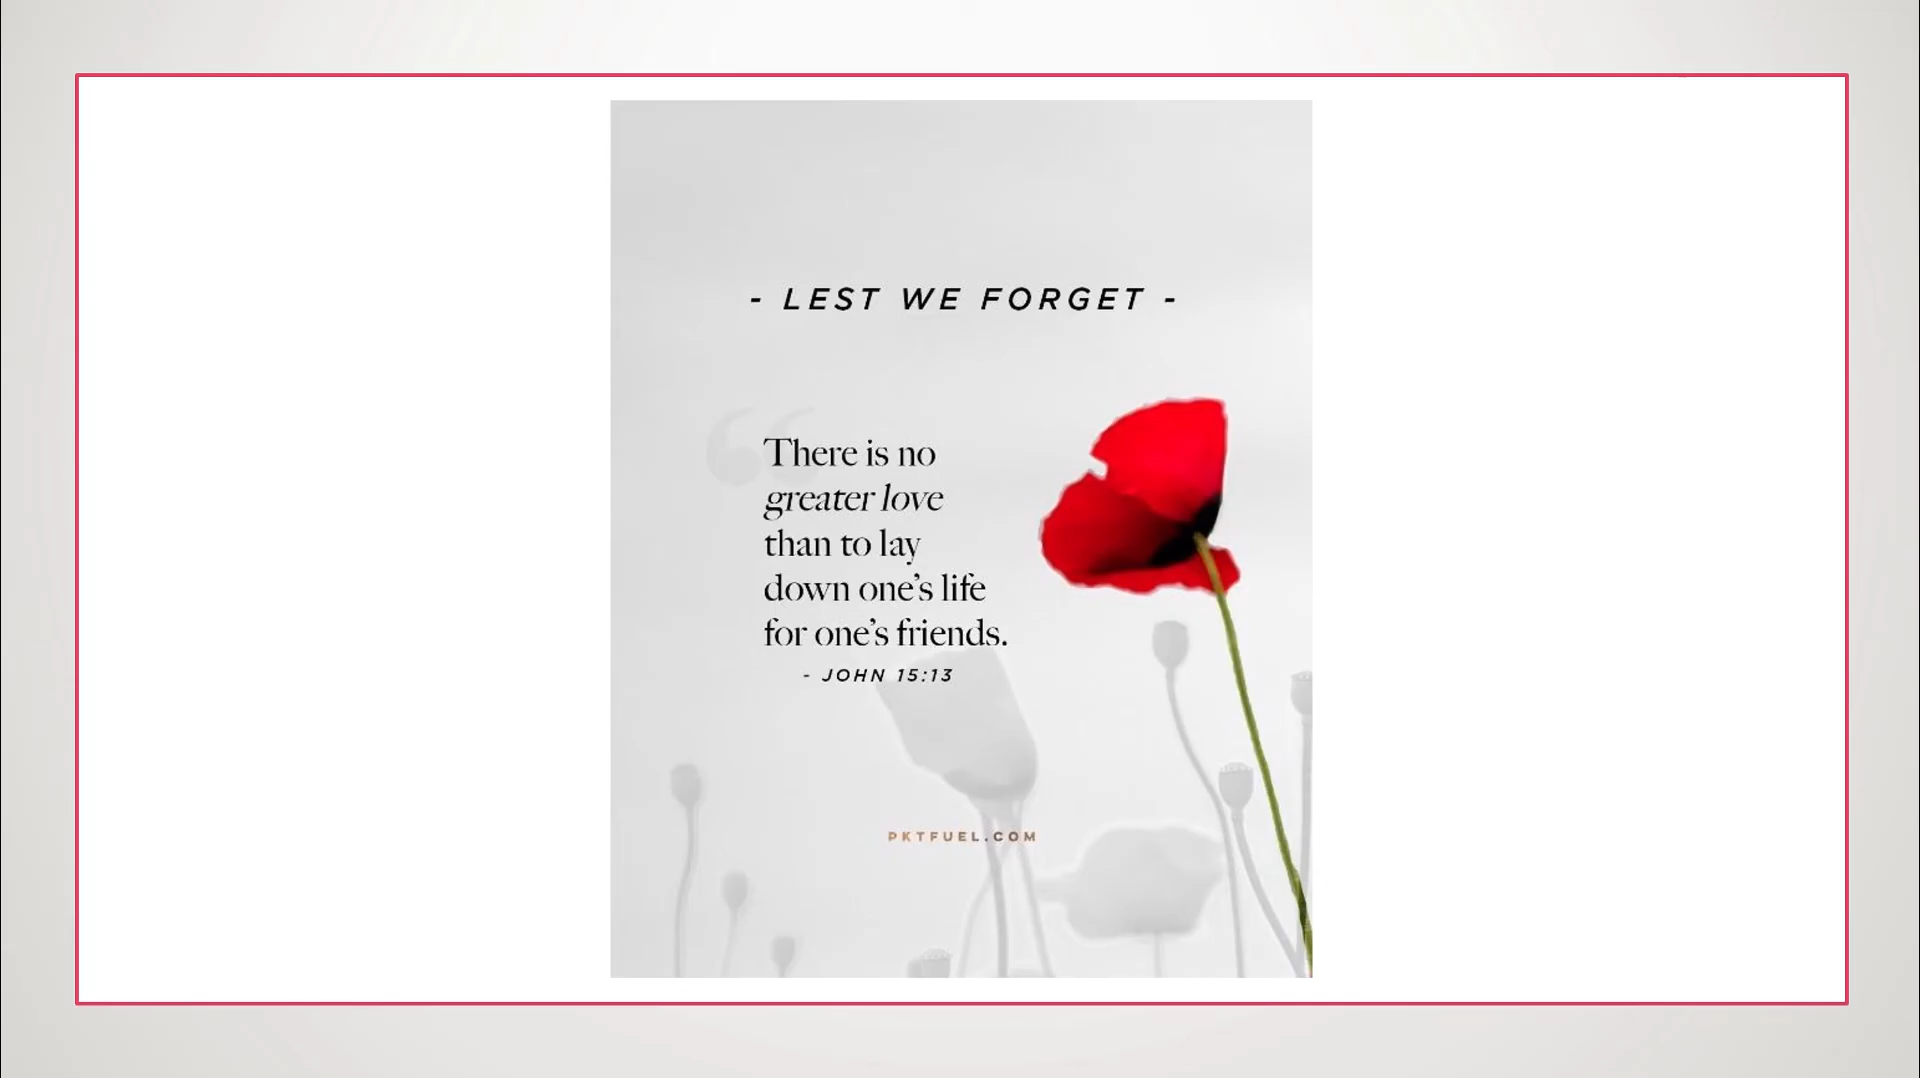 - LEST WE FORGET -
There is no
greater love
than to lay
down one’s life
for one’s friends.
- JOHN 15:13
PKTFUEL.COM